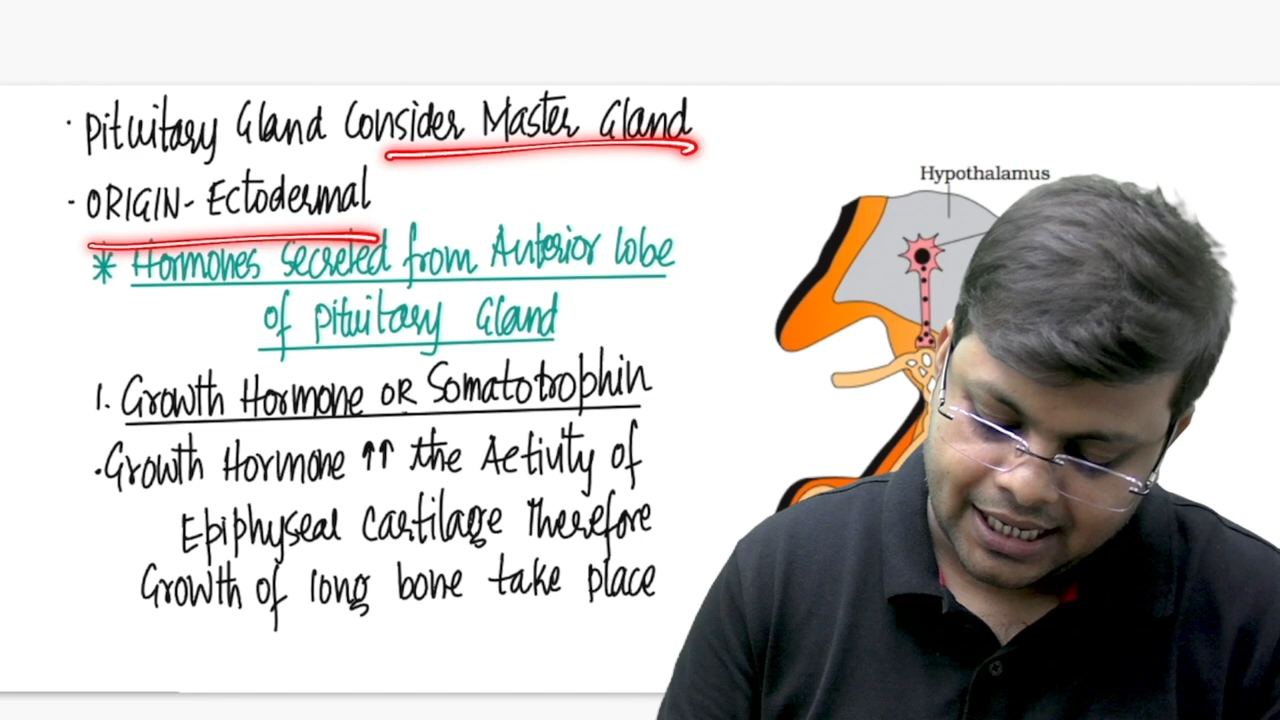 · Pituitary Gland Consider Master Gland
- ORIGIN- Ectodermal
* Hormones Secreted from Anterior lobe
of Pituitary Gland
1. Growth Hormone OR Somatotrophin
· Growth Hormone ↑↑ the Activity of
Epiphyseal Cartilage Therefore
Growth of long bone take place
Hypothalamus